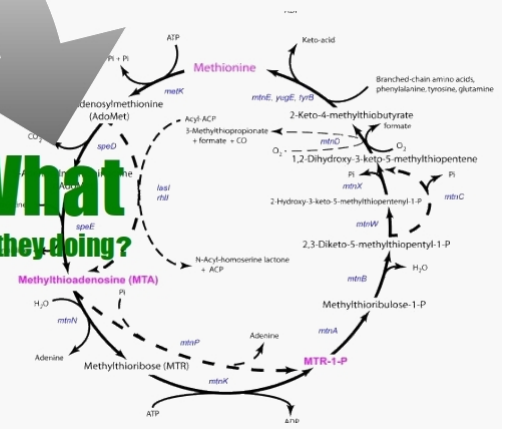 ATP
Keto-acid
Pi + Pi
Methionine
metK
mtnE, yugE, tyrB
Branched-chain amino acids,
phenylalanine, tyrosine, glutamine
denosylmethionine
(AdoMet)
Acyl-ACP
3-Methylthiopropionate
+ formate + CO
2-Keto-4-methylthiobutyrate
formate
mtnD
O2
O2
CO2
speD
1,2-Dihydroxy-3-keto-5-methylthiopentene
Pi
Pi
mtnX
mtnC
What
lasI
rhlI
2-Hydroxy-3-keto-5-methylthiopentenyl-1-P
speE
mtnW
they doing?
2,3-Diketo-5-methylthiopentyl-1-P
N-Acyl-homoserine lactone
+ ACP
H2O
Methylthioadenosine (MTA)
mtnB
Pi
H2O
Methylthioribulose-1-P
mtnN
mtnA
mtnP
Adenine
Adenine
Methylthioribose (MTR)
MTR-1-P
mtnK
ATP
ADP